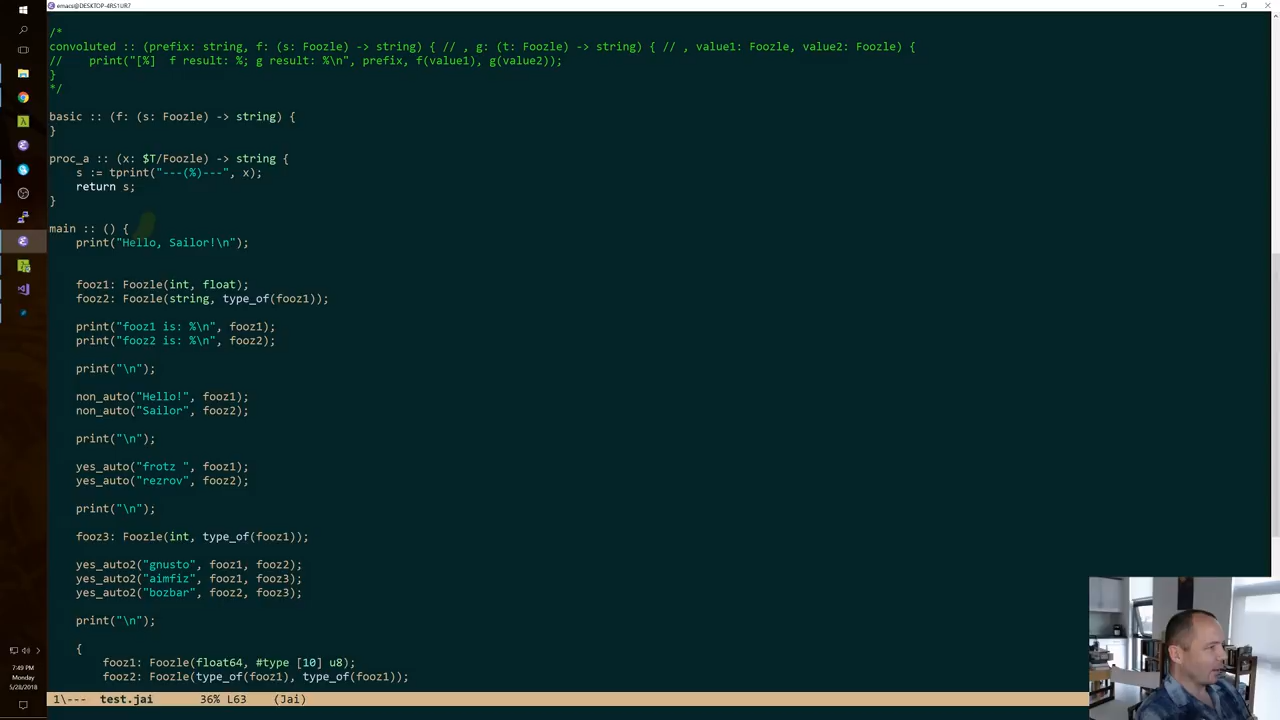 emacs@DESKTOP-4RS1UR7
/*
convoluted :: (prefix: string, f: (s: Foozle) -> string) { // , g: (t: Foozle) -> string) { // , value1: Foozle, value2: Foozle) {
//    print("[%]  f result: %; g result: %\n", prefix, f(value1), g(value2));
}
*/
basic :: (f: (s: Foozle) -> string) {
}
proc_a :: (x: $T/Foozle) -> string {
    s := tprint("---(%)---", x);
    return s;
}
main :: () {
    print("Hello, Sailor!\n");
    fooz1: Foozle(int, float);
    fooz2: Foozle(string, type_of(fooz1));
    print("fooz1 is: %\n", fooz1);
    print("fooz2 is: %\n", fooz2);
    print("\n");
    non_auto("Hello!", fooz1);
    non_auto("Sailor", fooz2);
    print("\n");
    yes_auto("frotz ", fooz1);
    yes_auto("rezrov", fooz2);
    print("\n");
    fooz3: Foozle(int, type_of(fooz1));
    yes_auto2("gnusto", fooz1, fooz2);
    yes_auto2("aimfiz", fooz1, fooz3);
    yes_auto2("bozbar", fooz2, fooz3);
    print("\n");
    {
        fooz1: Foozle(float64, #type [10] u8);
        fooz2: Foozle(type_of(fooz1), type_of(fooz1));
1\---  test.jai       36% L63    (Jai)
7:49 PM
Monday
5/28/2018